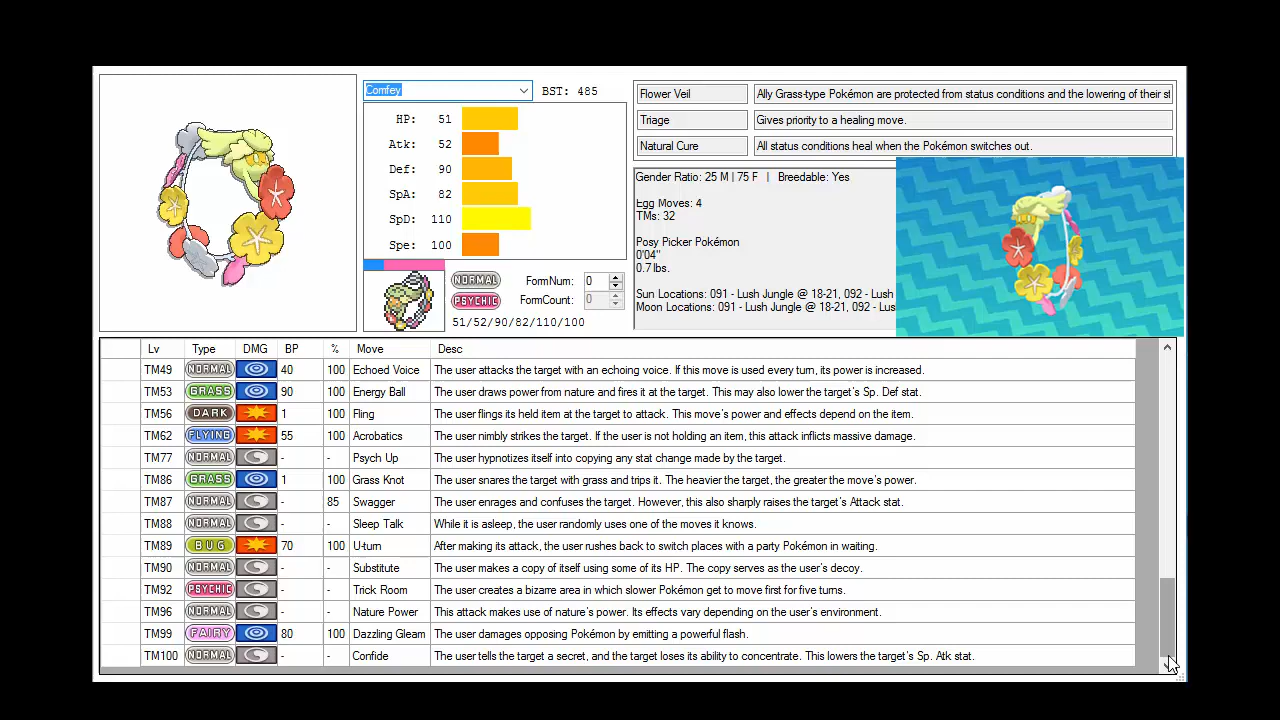 Comfey BST: 485
HP: 51
Atk: 52
Def: 90
SpA: 82
SpD: 110
Spe: 100
NORMAL FormNum: 0
PSYCHIC FormCount: 0
51/52/90/82/110/100
Flower Veil Ally Grass-type Pokémon are protected from status conditions and the lowering of their st
Triage Gives priority to a healing move.
Natural Cure All status conditions heal when the Pokémon switches out.
Gender Ratio: 25 M | 75 F | Breedable: Yes
Egg Moves: 4
TMs: 32
Posy Picker Pokémon
0'04"
0.7 lbs.
Sun Locations: 091 - Lush Jungle @ 18-21, 092 - Lush
Moon Locations: 091 - Lush Jungle @ 18-21, 092 - Lus
Lv Type DMG BP % Move Desc
TM49 NORMAL 40 100 Echoed Voice The user attacks the target with an echoing voice. If this move is used every turn, its power is increased.
TM53 GRASS 90 100 Energy Ball The user draws power from nature and fires it at the target. This may also lower the target's Sp. Def stat.
TM56 DARK 1 100 Fling The user flings its held item at the target to attack. This move's power and effects depend on the item.
TM62 FLYING 55 100 Acrobatics The user nimbly strikes the target. If the user is not holding an item, this attack inflicts massive damage.
TM77 NORMAL - - Psych Up The user hypnotizes itself into copying any stat change made by the target.
TM86 GRASS 1 100 Grass Knot The user snares the target with grass and trips it. The heavier the target, the greater the move's power.
TM87 NORMAL - 85 Swagger The user enrages and confuses the target. However, this also sharply raises the target's Attack stat.
TM88 NORMAL - - Sleep Talk While it is asleep, the user randomly uses one of the moves it knows.
TM89 BUG 70 100 U-turn After making its attack, the user rushes back to switch places with a party Pokémon in waiting.
TM90 NORMAL - - Substitute The user makes a copy of itself using some of its HP. The copy serves as the user's decoy.
TM92 PSYCHIC - - Trick Room The user creates a bizarre area in which slower Pokémon get to move first for five turns.
TM96 NORMAL - - Nature Power This attack makes use of nature's power. Its effects vary depending on the user's environment.
TM99 FAIRY 80 100 Dazzling Gleam The user damages opposing Pokémon by emitting a powerful flash.
TM100 NORMAL - - Confide The user tells the target a secret, and the target loses its ability to concentrate. This lowers the target's Sp. Atk stat.